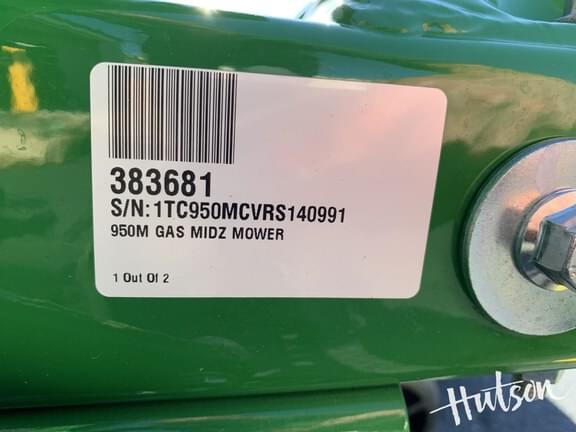 383681
S/N:1TC950MCVRS140991
950M GAS MIDZ MOWER
1 Out Of 2
Hutson